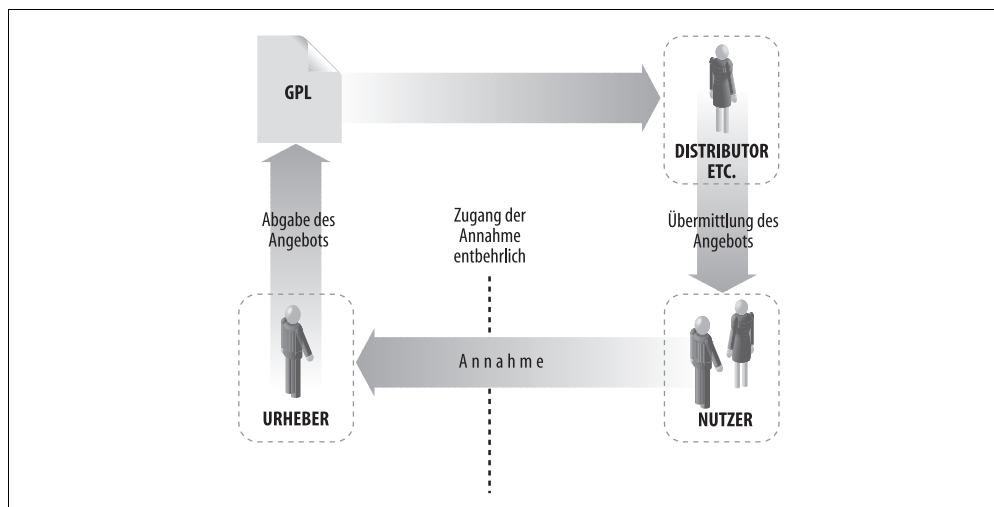 GPL
DISTRIBUTOR
ETC.
Abgabe des
Angebots
Zugang der
Annahme
entbehrlich
Übermittlung des
Angebots
Annahme
URHEBER
NUTZER